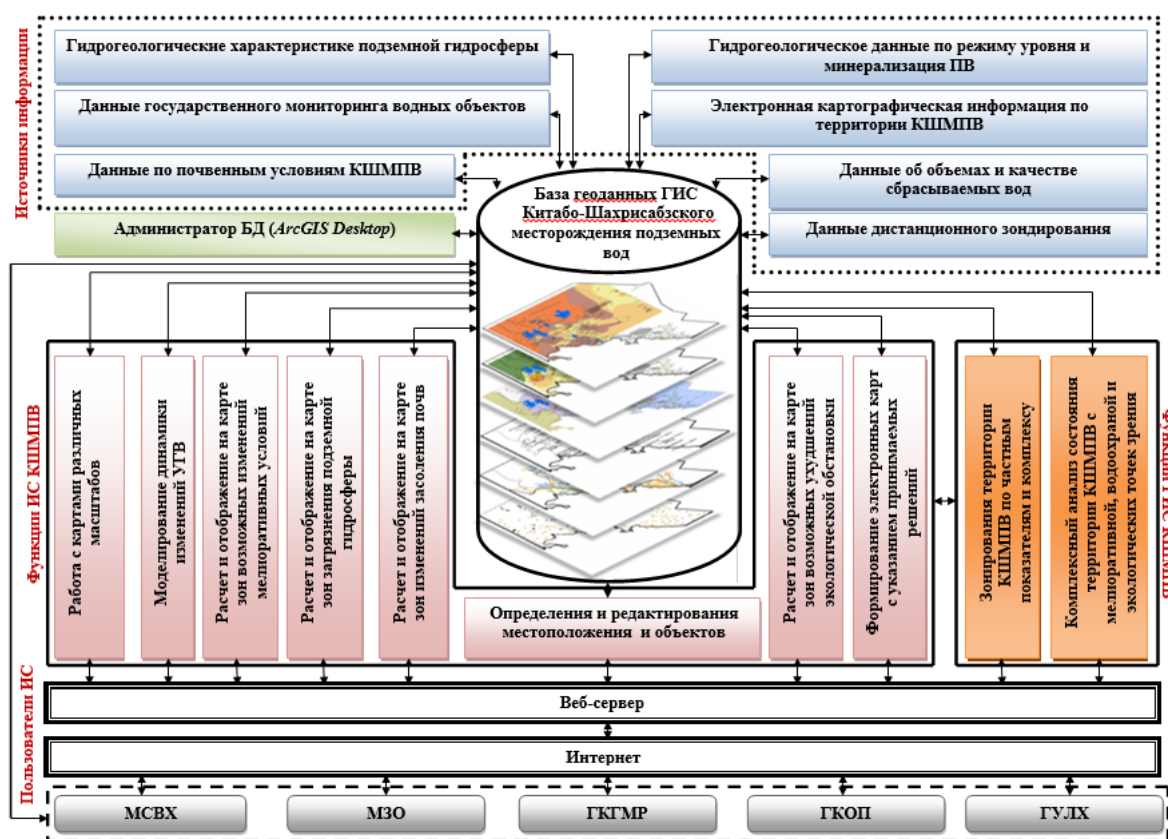 Источники информации
Гидрогеологические характеристике подземной гидросферы
Данные государственного мониторинга водных объектов
Данные по почвенным условиям КШМПВ
Администратор БД (ArcGIS Desktop)
Гидрогеологическое данные по режиму уровня и
минерализация ПВ
Электронная картографическая информация по
территории КШМПВ
Данные об объемах и качестве
сбрасываемых вод
Данные дистанционного зондирования
База геоданных ГИС
Китабо-Шахрисабзского
месторождения подземных
вод
Функции ИС КШМПВ
Работа с картами различных
масштабов
Моделирование динамики
изменений УГВ
Расчет и отображение на карте
зон возможных изменений
мелиоративных условий
Расчет и отображение на карте
зон загрязнения подземной
гидросферы
Расчет и отображение на карте
зон изменений засоления почв
Определения и редактирования
местоположения и объектов
Расчет и отображение на карте
зон возможных ухудшений
экологической обстановки
Формирование электронных карт
с указанием принимаемых
решений
Зонирования территории
КШМПВ по частным
показателям и комплексу
Комплексный анализ состояния
территории КШМПВ с
мелиоративной, водоохраной и
экологических точек зрения
Пользователи ИС
Веб-сервер
Интернет
МСВХ
МЗО
ГКГМР
ГКОП
ГУЛХ